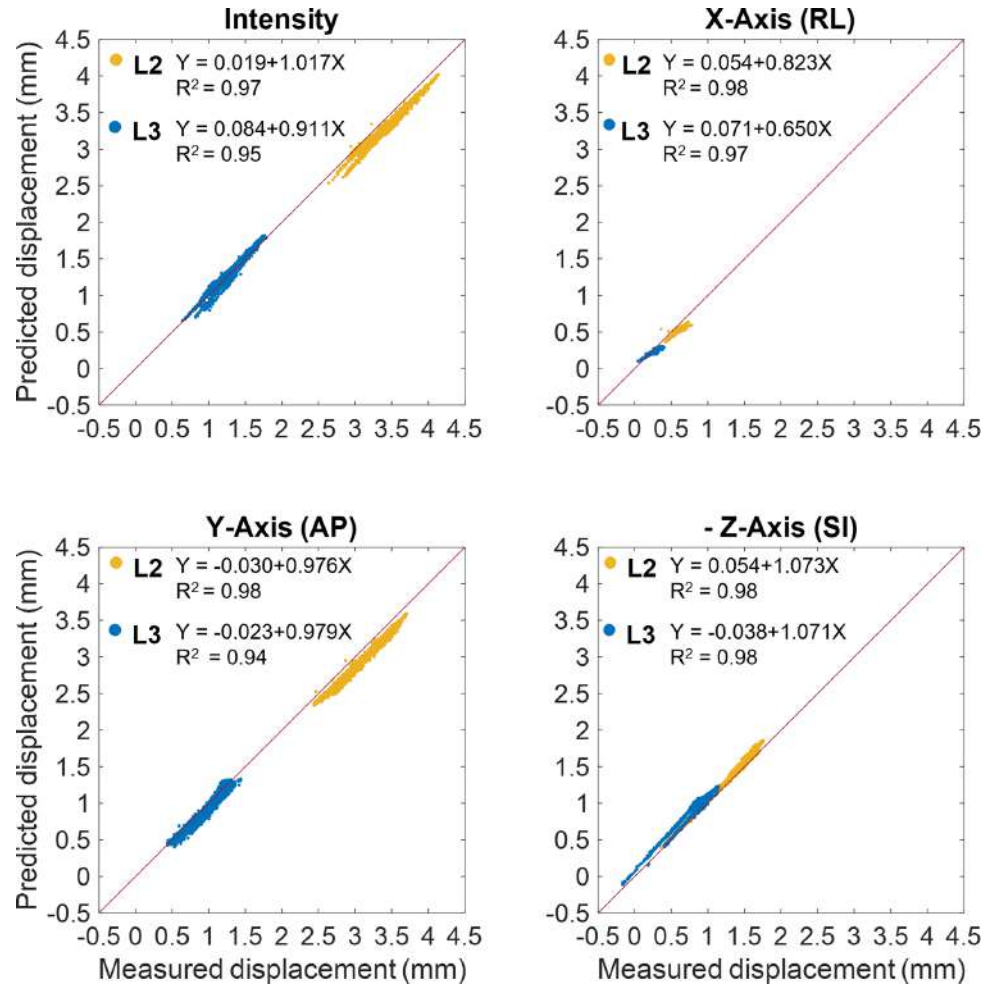 Intensity
Predicted displacement (mm)
4.5
4
3.5
3
2.5
2
1.5
1
0.5
0
-0.5
L2 Y = 0.019+1.017X
R² = 0.97
L3 Y = 0.084+0.911X
R² = 0.95
-0.5 0 0.5 1 1.5 2 2.5 3 3.5 4 4.5
X-Axis (RL)
4.5
4
3.5
3
2.5
2
1.5
1
0.5
0
-0.5
L2 Y = 0.054+0.823X
R² = 0.98
L3 Y = 0.071+0.650X
R² = 0.97
-0.5 0 0.5 1 1.5 2 2.5 3 3.5 4 4.5
Y-Axis (AP)
Predicted displacement (mm)
4.5
4
3.5
3
2.5
2
1.5
1
0.5
0
-0.5
L2 Y = -0.030+0.976X
R² = 0.98
L3 Y = -0.023+0.979X
R² = 0.94
-0.5 0 0.5 1 1.5 2 2.5 3 3.5 4 4.5
Measured displacement (mm)
- Z-Axis (SI)
4.5
4
3.5
3
2.5
2
1.5
1
0.5
0
-0.5
L2 Y = 0.054+1.073X
R² = 0.98
L3 Y = -0.038+1.071X
R² = 0.98
-0.5 0 0.5 1 1.5 2 2.5 3 3.5 4 4.5
Measured displacement (mm)